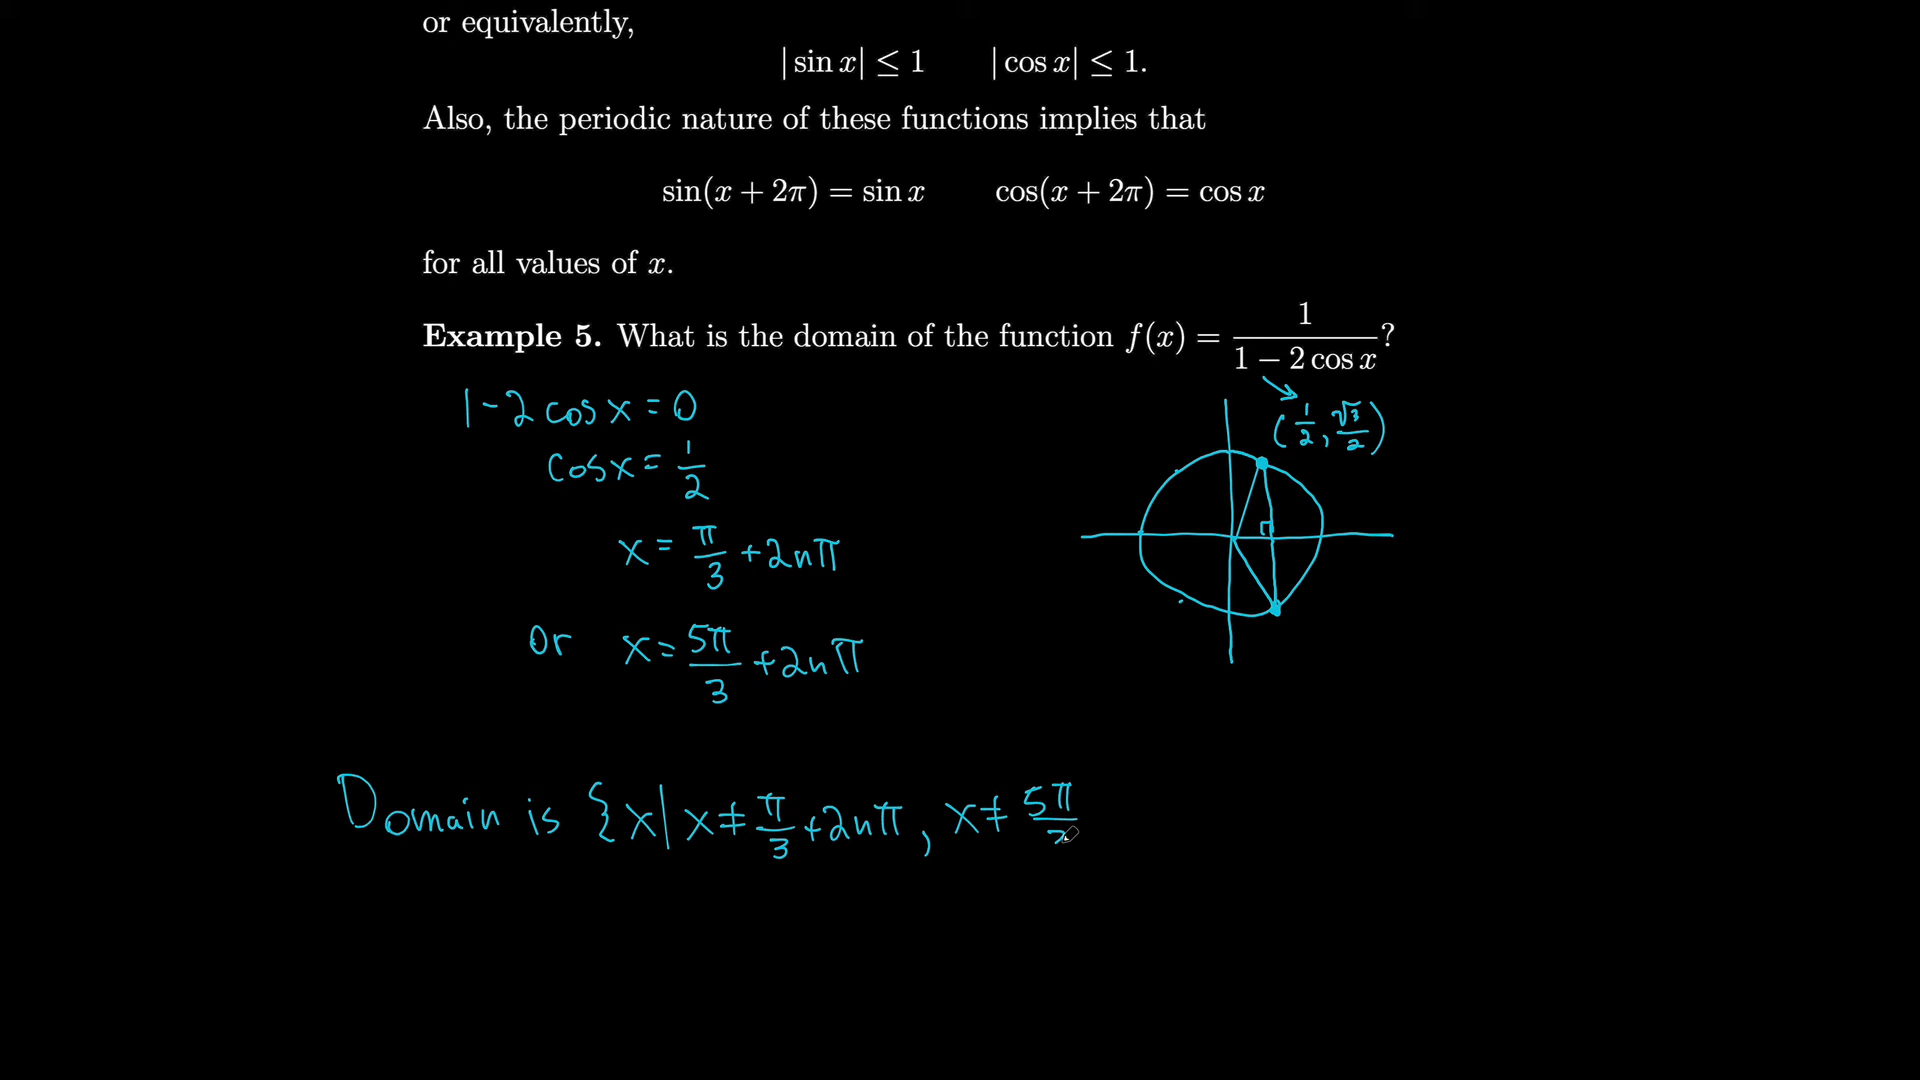 or equivalently,
|sin x| ≤ 1 |cos x| ≤ 1.
Also, the periodic nature of these functions implies that
sin(x + 2π) = sin x cos(x + 2π) = cos x
for all values of x.
Example 5. What is the domain of the function f(x) = 1/(1 − 2 cos x)?
1 - 2 cos x = 0
(1/2, √3/2)
cos x = 1/2
x = π/3 + 2nπ
or x = 5π/3 + 2nπ
Domain is {x | x ≠ π/3 + 2nπ, x ≠ 5π/